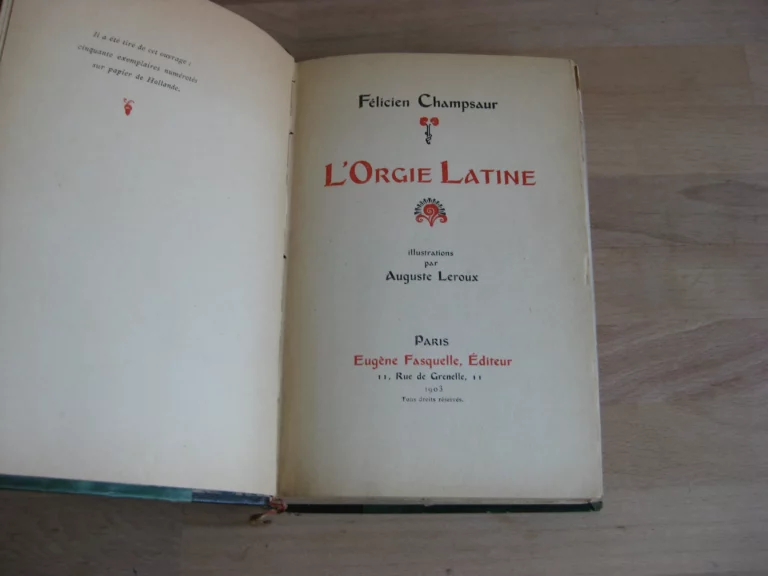 Il a été tiré de cet ouvrage :
cinquante exemplaires numérotés
sur papier de Hollande.
Félicien Champsaur
L'Orgie Latine
illustrations
par
Auguste Leroux
Paris
Eugène Fasquelle, Éditeur
11, Rue de Grenelle, 11
1903
Tous droits réservés.